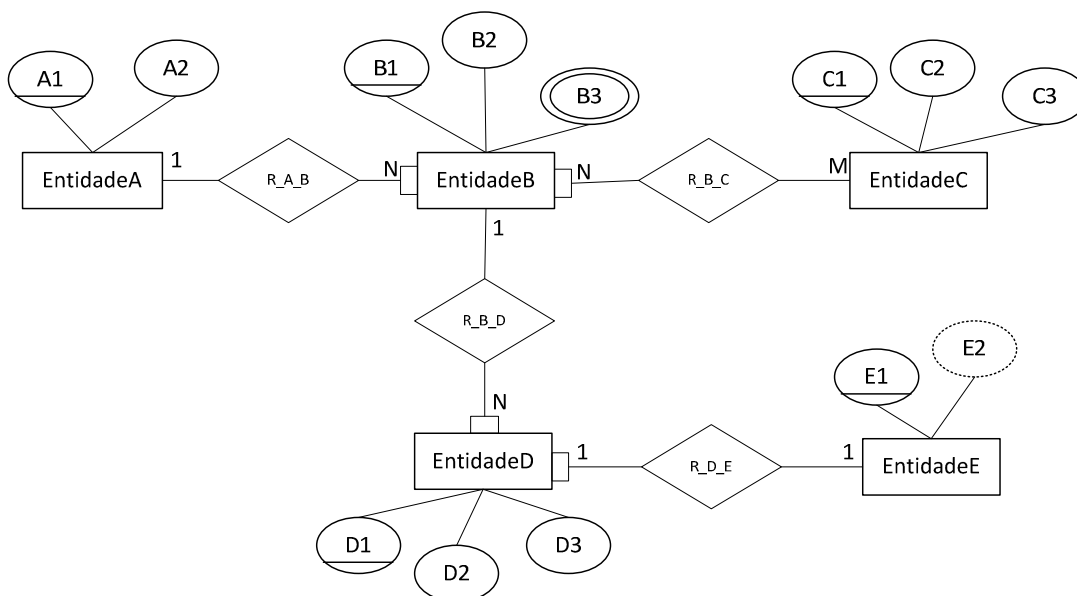 B2
A1
A2
B1
C1
C2
B3
C3
EntidadeA
1
R_A_B
N
EntidadeB
N
R_B_C
M
EntidadeC
1
R_B_D
E2
E1
N
EntidadeD
1
R_D_E
1
EntidadeE
D1
D2
D3